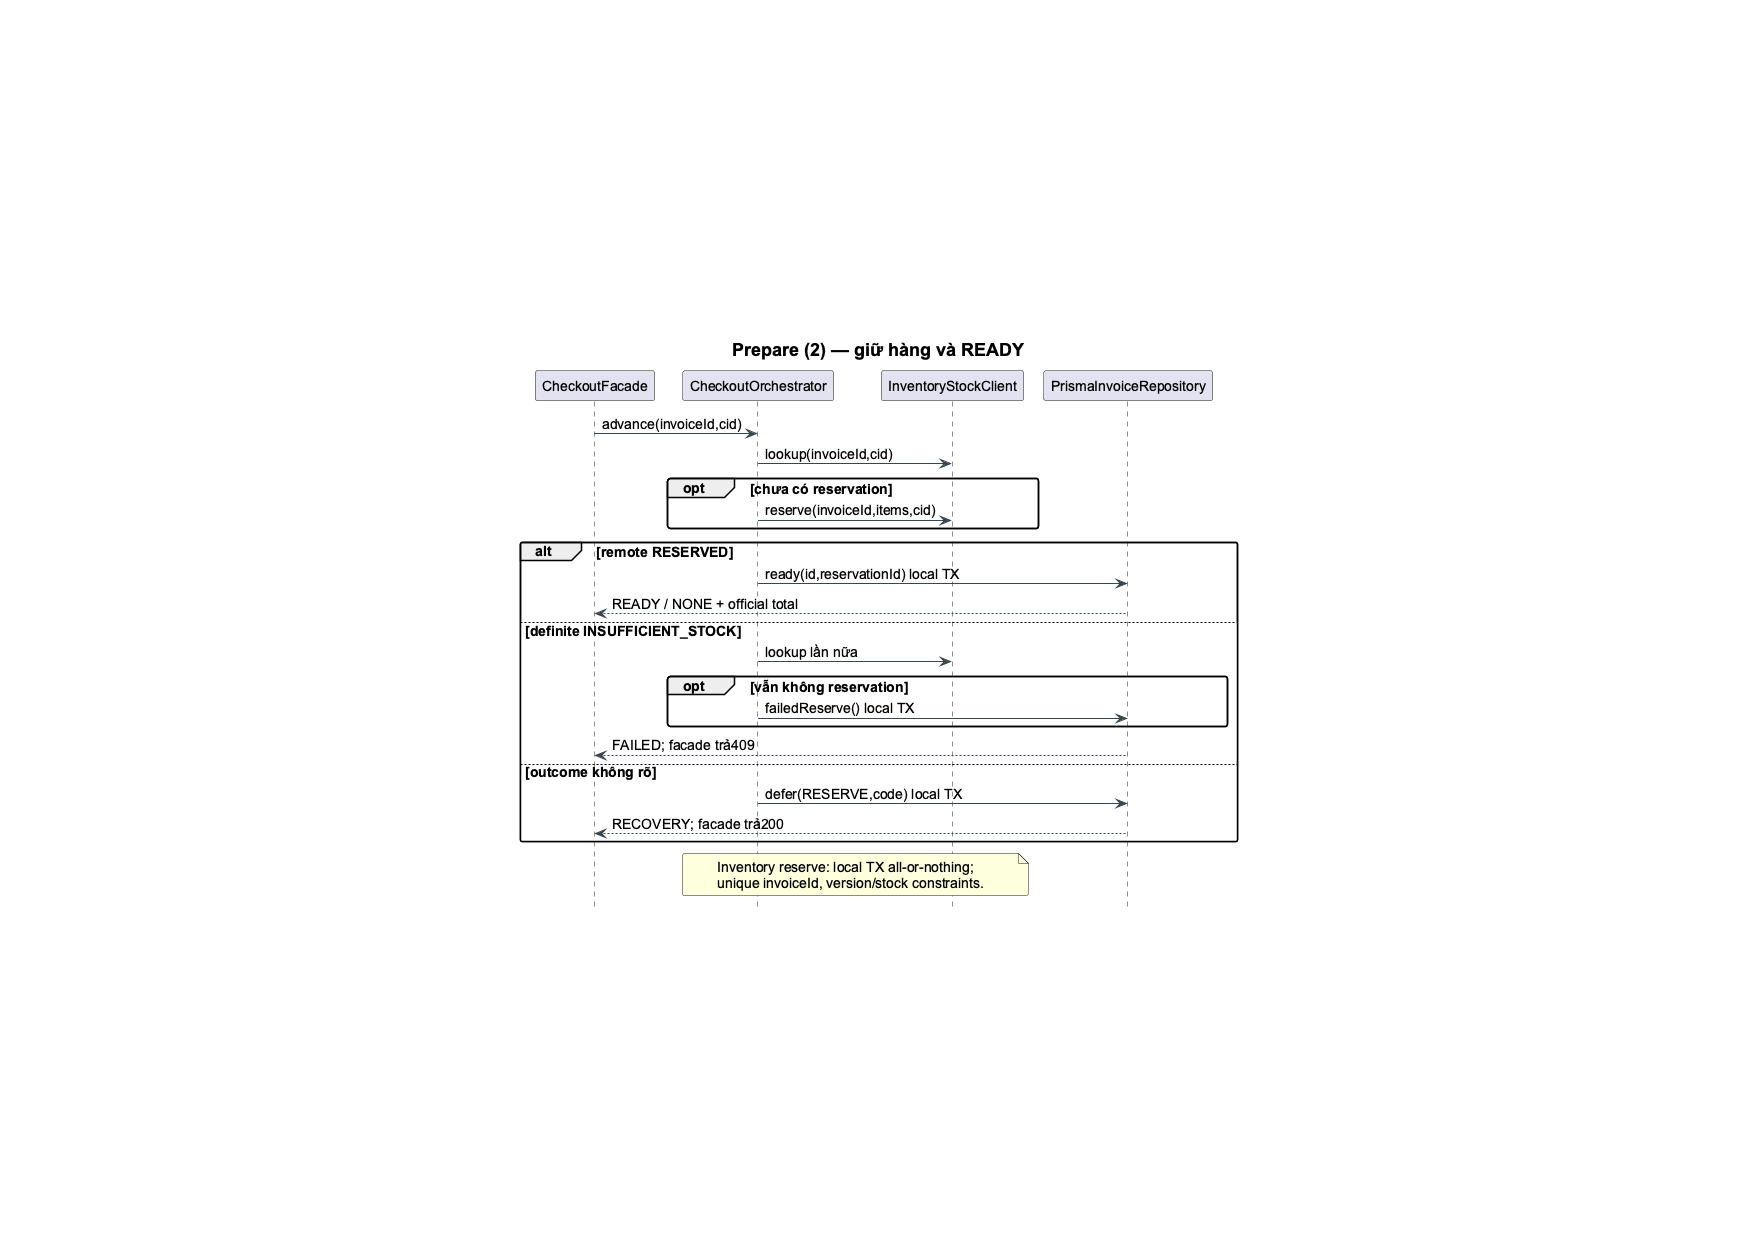 Prepare (2) — giữ hàng và READY
CheckoutFacade
CheckoutOrchestrator
InventoryStockClient
PrismaInvoiceRepository
advance(invoiceId,cid)
lookup(invoiceId,cid)
opt
[chưa có reservation]
reserve(invoiceId,items,cid)
alt
[remote RESERVED]
ready(id,reservationId) local TX
READY / NONE + official total
[definite INSUFFICIENT_STOCK]
lookup lần nữa
opt
[vẫn không reservation]
failedReserve() local TX
FAILED; facade trả409
[outcome không rõ]
defer(RESERVE,code) local TX
RECOVERY; facade trả200
Inventory reserve: local TX all-or-nothing;
unique invoiceId, version/stock constraints.